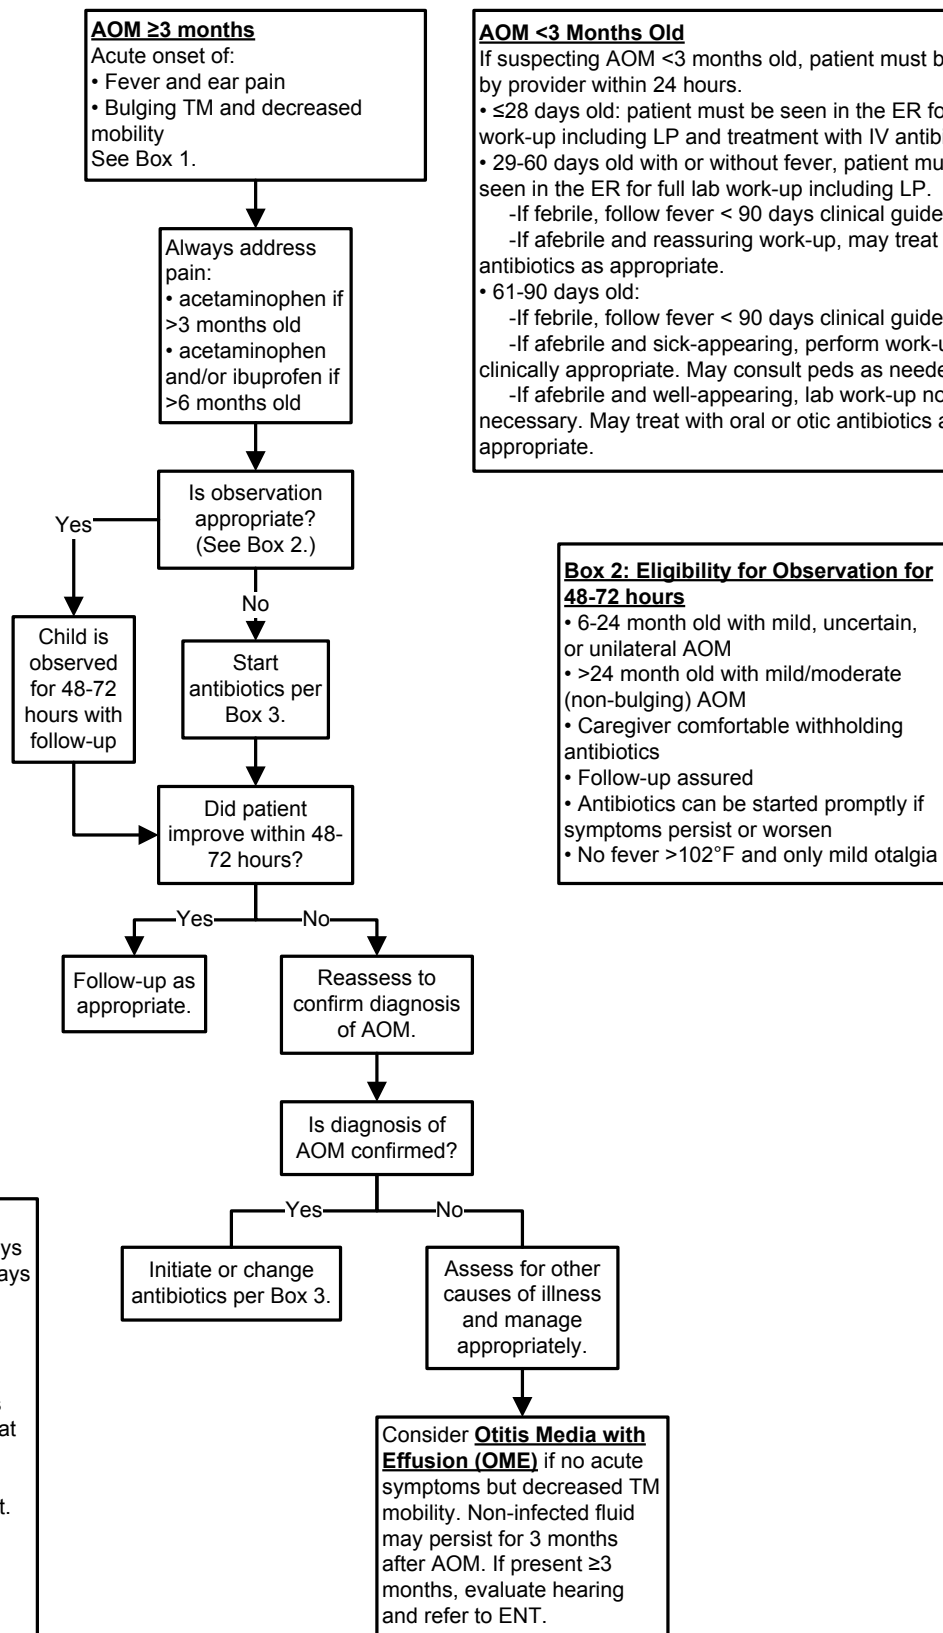 AOM ≥3 months
Acute onset of:
• Fever and ear pain
• Bulging TM and decreased
mobility
See Box 1.
AOM <3 Months Old
If suspecting AOM <3 months old, patient must
by provider within 24 hours.
• ≤28 days old: patient must be seen in the ER
work-up including LP and treatment with IV
• 29-60 days old with or without fever, patient
seen in the ER for full lab work-up including LP.
-If febrile, follow fever < 90 days clinical
-If afebrile and reassuring work-up, may treat
antibiotics as appropriate.
• 61-90 days old:
-If febrile, follow fever < 90 days clinical
-If afebrile and sick-appearing, perform
clinically appropriate. May consult peds as
-If afebrile and well-appearing, lab work-up
necessary. May treat with oral or otic antibiotics
appropriate.
Always address
pain:
• acetaminophen if
>3 months old
• acetaminophen
and/or ibuprofen if
>6 months old
Is observation
appropriate?
(See Box 2.)
Yes
No
Child is
observed
for 48-72
hours with
follow-up
Start
antibiotics per
Box 3.
Box 2: Eligibility for Observation for
48-72 hours
• 6-24 month old with mild, uncertain,
or unilateral AOM
• >24 month old with mild/moderate
(non-bulging) AOM
• Caregiver comfortable withholding
antibiotics
• Follow-up assured
• Antibiotics can be started promptly if
symptoms persist or worsen
• No fever >102°F and only mild otalgia
Did patient
improve within 48-
72 hours?
Yes
No
Follow-up as
appropriate.
Reassess to
confirm diagnosis
of AOM.
Is diagnosis of
AOM confirmed?
Yes
No
Initiate or change
antibiotics per Box 3.
Assess for other
causes of illness
and manage
appropriately.
Consider Otitis Media with
Effusion (OME) if no acute
symptoms but decreased TM
mobility. Non-infected fluid
may persist for 3 months
after AOM. If present ≥3
months, evaluate hearing
and refer to ENT.